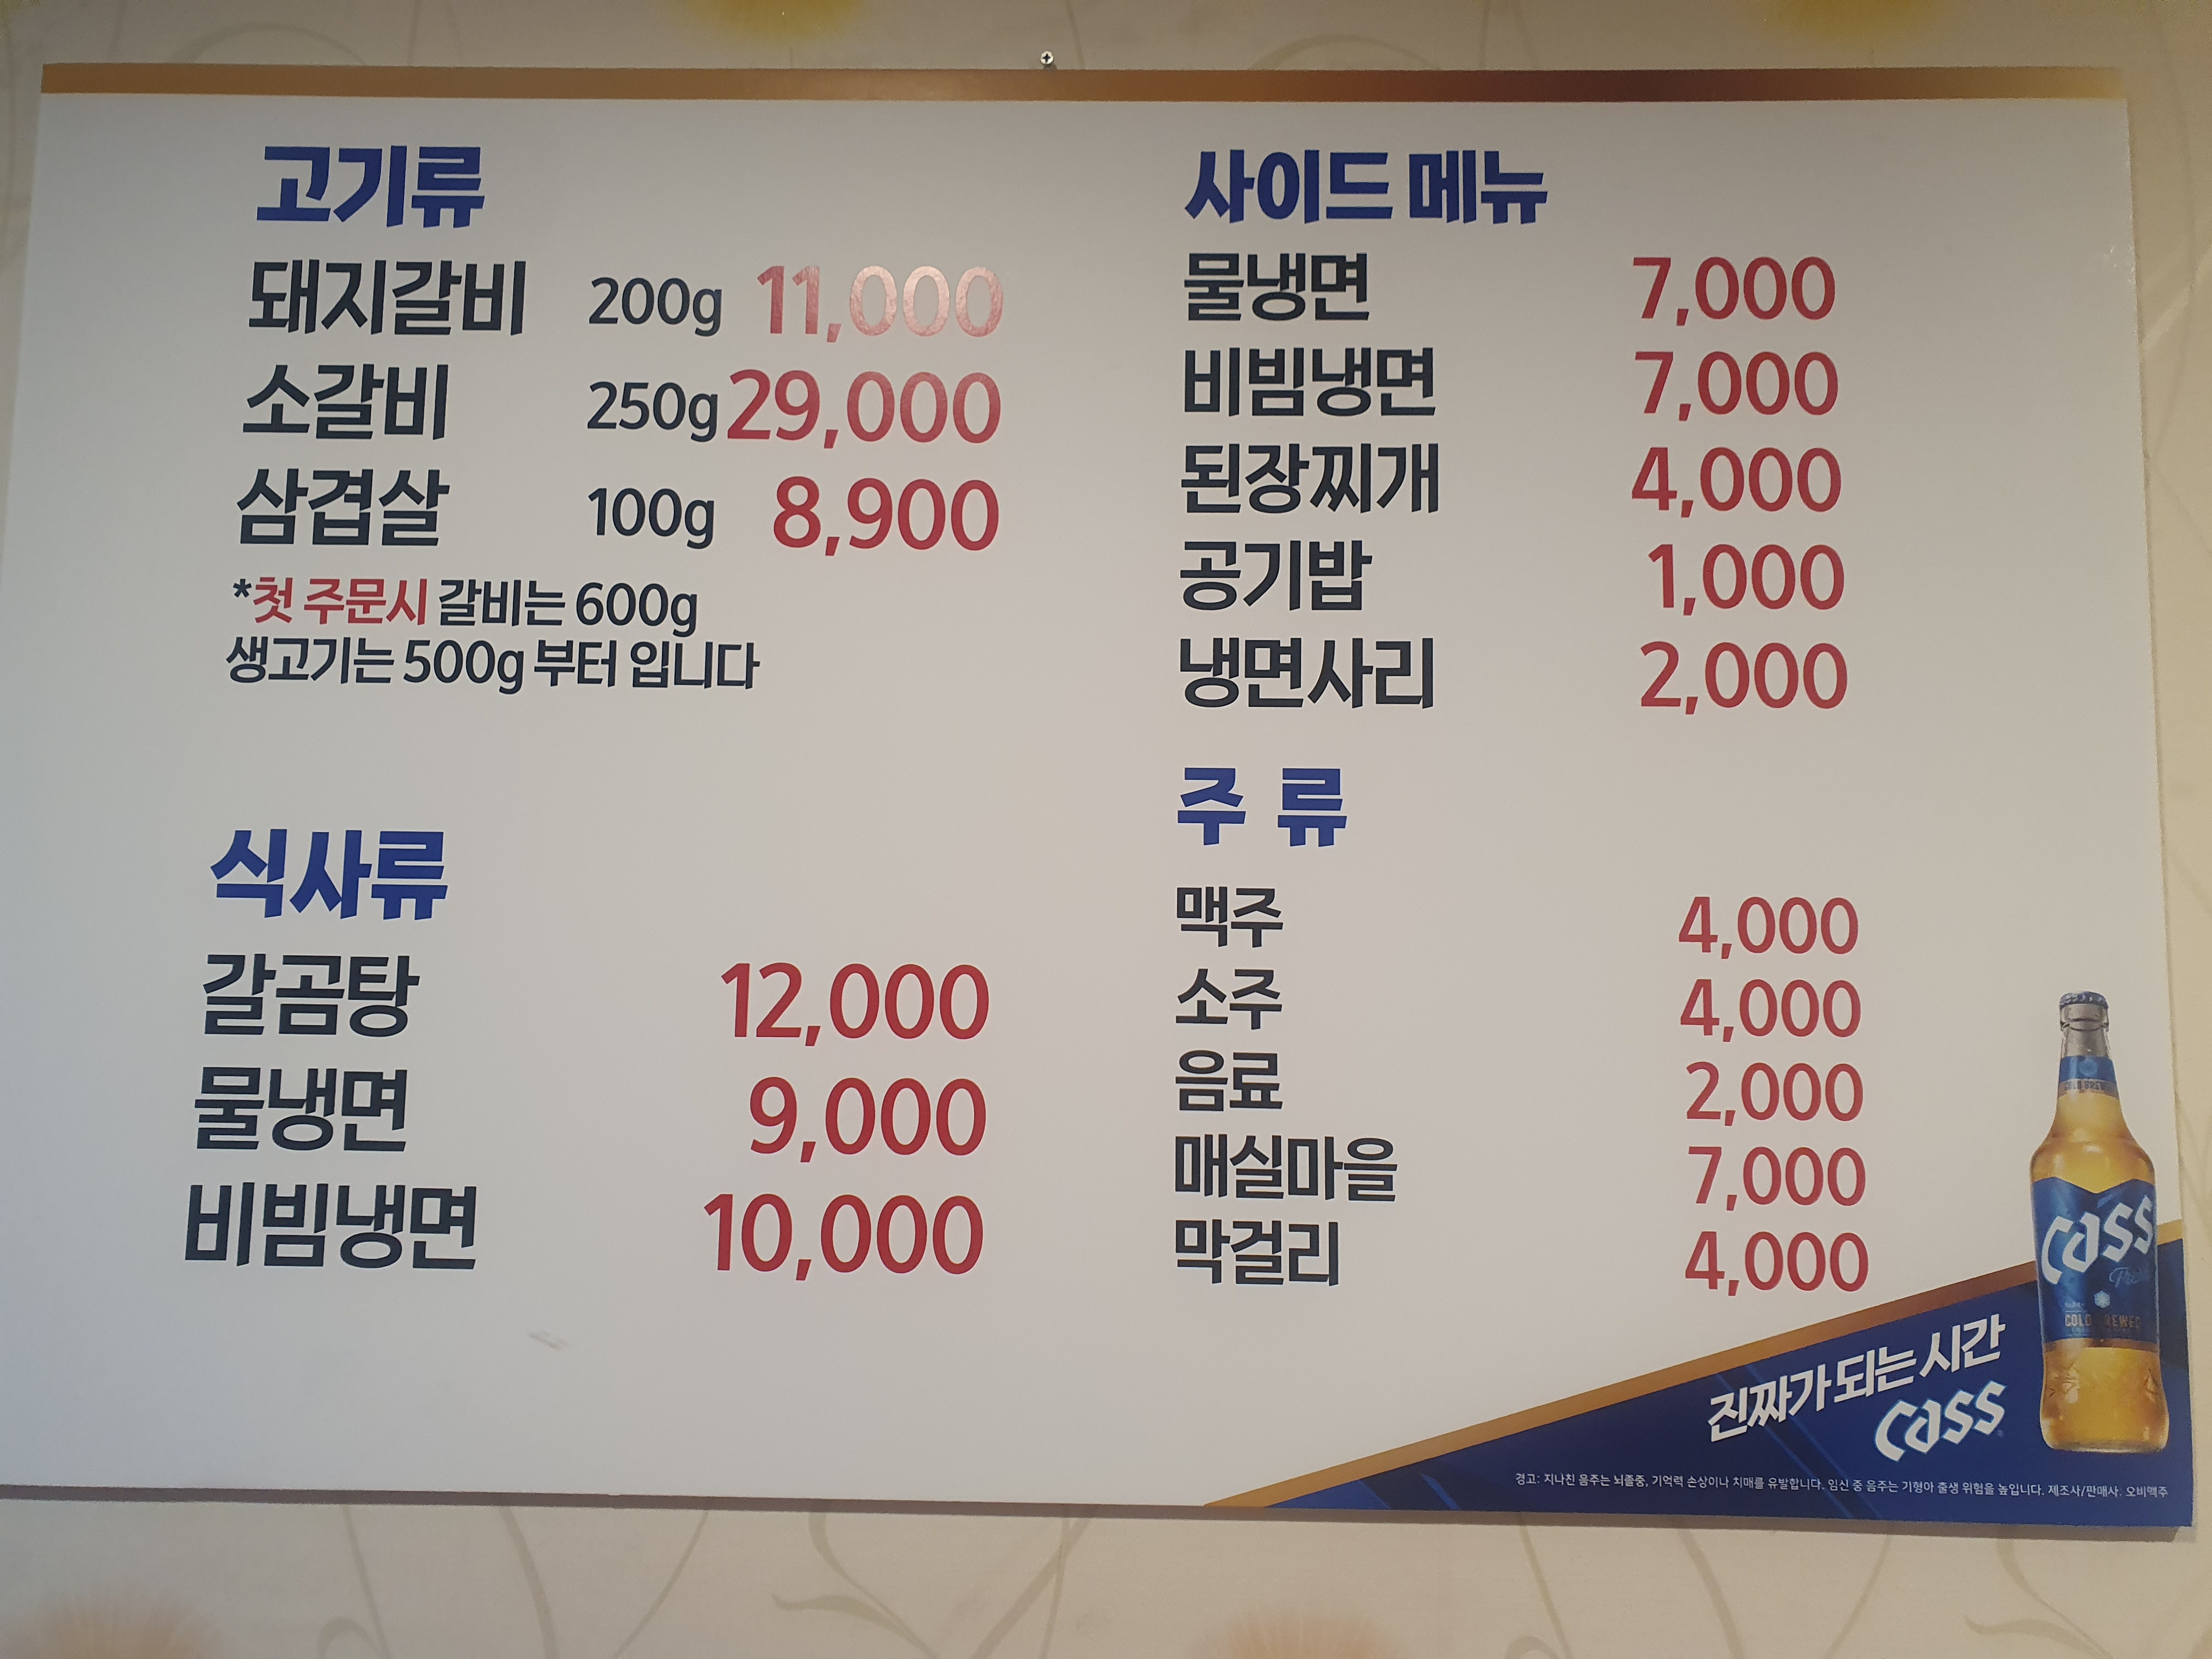 고기류
돼지갈비 200g 11,000
소갈비 250g 29,000
삼겹살 100g 8,900
*첫 주문시 갈비는 600g
생고기는 500g 부터 입니다
식사류
갈곰탕 12,000
물냉면 9,000
비빔냉면 10,000
사이드 메뉴
물냉면 7,000
비빔냉면 7,000
된장찌개 4,000
공기밥 1,000
냉면사리 2,000
주 류
맥주 4,000
소주 4,000
음료 2,000
매실마을 7,000
막걸리 4,000
진짜가 되는 시간
Cass
경고: 지나친 음주는 뇌졸중, 기억력 손상이나 치매를 유발합니다. 임신 중 음주는 기형아 출생 위험을 높입니다. 제조사/판매사: 오비맥주
Cass
Fresh
COLD BREWED